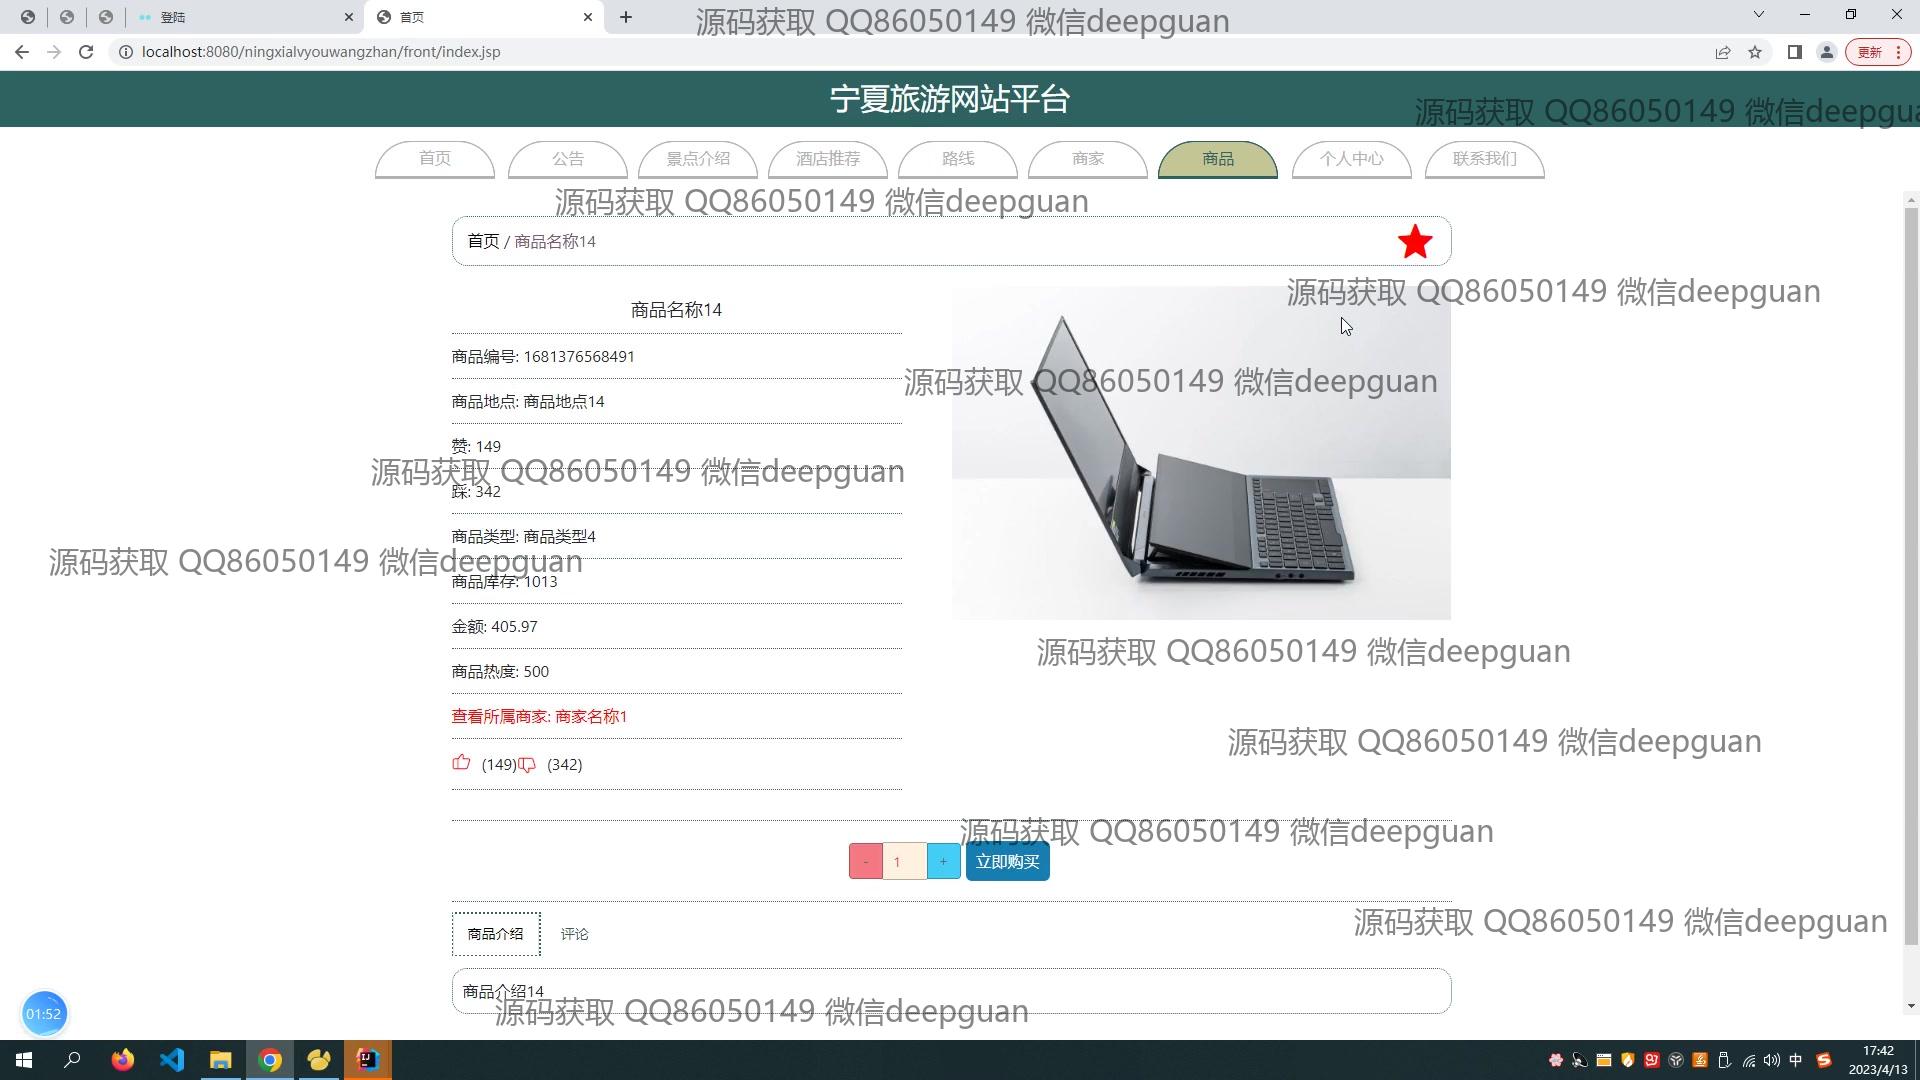 登陆
首页
源码获取 QQ86050149 微信deepguan
localhost:8080/ningxialvyouwangzhan/front/index.jsp
更新
宁夏旅游网站平台
源码获取 QQ86050149 微信deepgua
首页 公告 景点介绍 酒店推荐 路线 商家 商品 个人中心 联系我们
源码获取 QQ86050149 微信deepguan
首页 / 商品名称14
源码获取 QQ86050149 微信deepguan
商品名称14
商品编号: 1681376568491
源码获取 QQ86050149 微信deepguan
商品地点: 商品地点14
赞: 149
源码获取 QQ86050149 微信deepguan
踩: 342
商品类型: 商品类型4
源码获取 QQ86050149 微信deepguan
商品库存: 1013
金额: 405.97
源码获取 QQ86050149 微信deepguan
商品热度: 500
查看所属商家: 商家名称1
源码获取 QQ86050149 微信deepguan
(149) (342)
源码获取 QQ86050149 微信deepguan
- 1 + 立即购买
源码获取 QQ86050149 微信deepguan
商品介绍 评论
商品介绍14
源码获取 QQ86050149 微信deepguan
01:52
中
17:42
2023/4/13